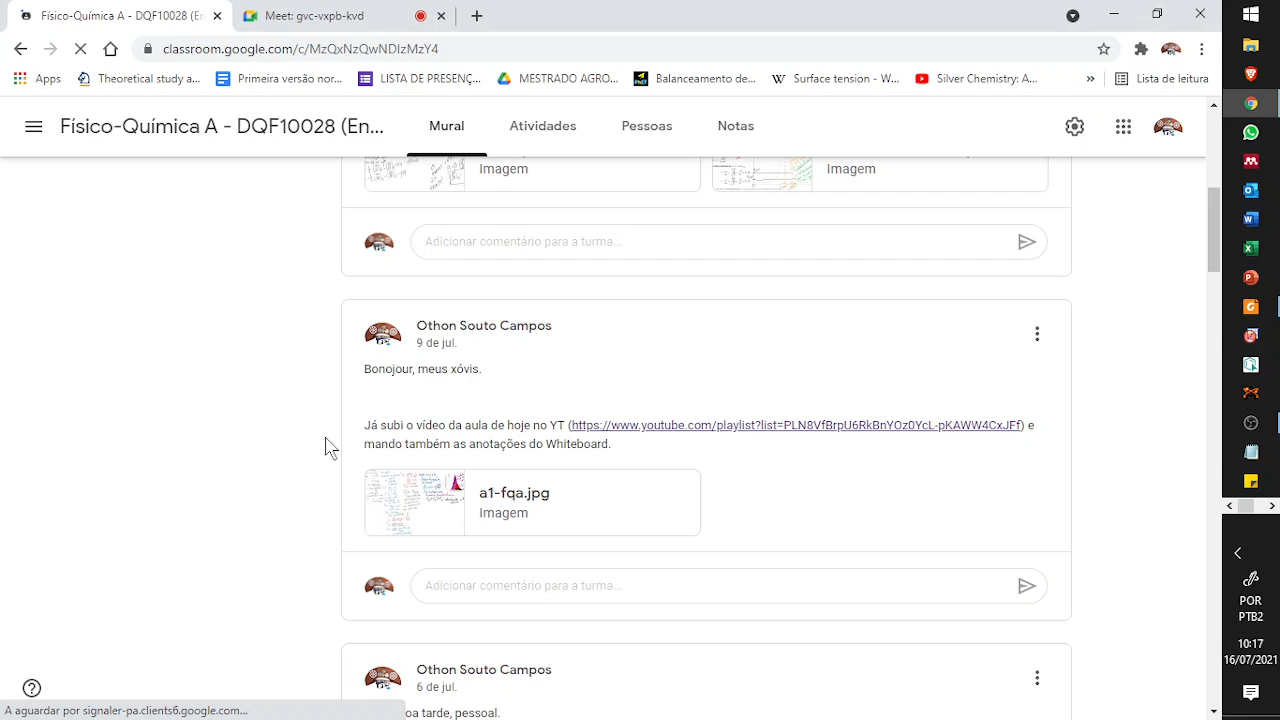 Físico-Química A - DQF10028 (En
Meet: gvc-vxpb-kvd
classroom.google.com/c/MzQxNzQwNDIzMzY4
Apps
Theoretical study a...
Primeira versão nor...
LISTA DE PRESENÇ...
MESTRADO AGRO...
Balanceamento de...
Surface tension - W...
Silver Chemistry: A...
»
Lista de leitura
Físico-Química A - DQF10028 (En...
Mural
Atividades
Pessoas
Notas
Imagem
Imagem
Adicionar comentário para a turma...
Othon Souto Campos
9 de jul.
Bonojour, meus xóvis.
Já subi o vídeo da aula de hoje no YT (https://www.youtube.com/playlist?list=PLN8VfBrpU6RkBnYOz0YcL-pKAWW4CxJFf) e
mando também as anotações do Whiteboard.
a1-fqa.jpg
Imagem
Adicionar comentário para a turma...
Othon Souto Campos
6 de jul.
oa tarde, pessoal.
A aguardar por signaler-pa.clients6.google.com...
POR
PTB2
10:17
16/07/2021